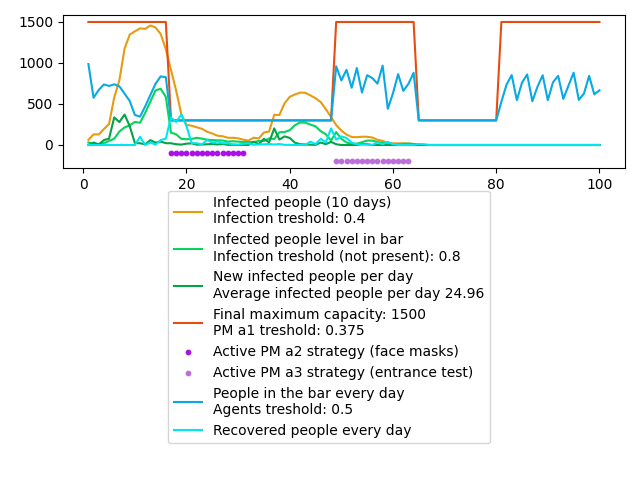 1500
1000
500
0
0 20 40 60 80 100
Infected people (10 days)
Infection treshold: 0.4
Infected people level in bar
Infection treshold (not present): 0.8
New infected people per day
Average infected people per day 24.96
Final maximum capacity: 1500
PM a1 treshold: 0.375
Active PM a2 strategy (face masks)
Active PM a3 strategy (entrance test)
People in the bar every day
Agents treshold: 0.5
Recovered people every day